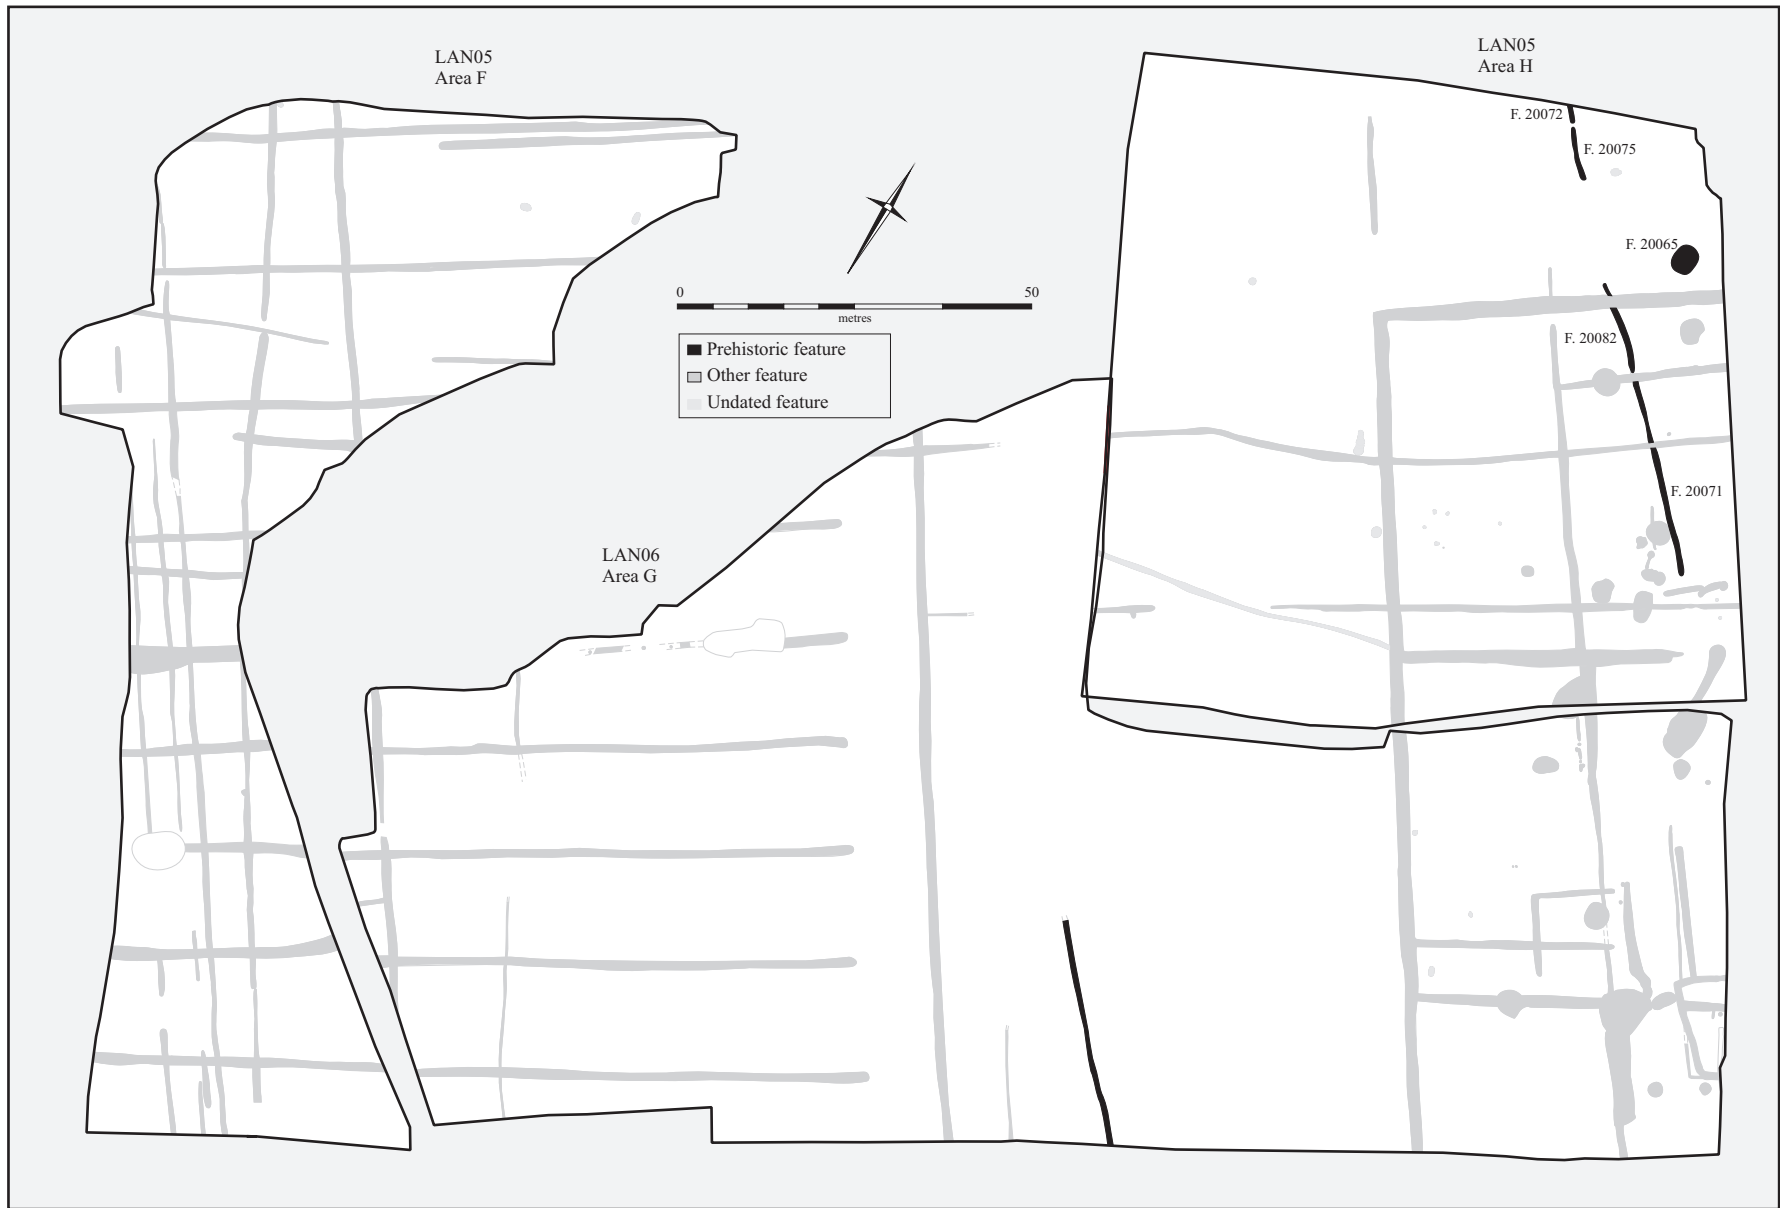 LAN05
Area F
LAN05
Area H
F. 20072
F. 20075
F. 20065
0 50
metres
Prehistoric feature
Other feature
Undated feature
F. 20082
F. 20071
LAN06
Area G